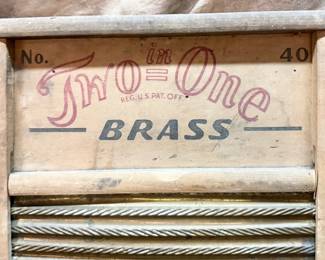 No. 40
Two in One
REG. U.S. PAT. OFF.
BRASS